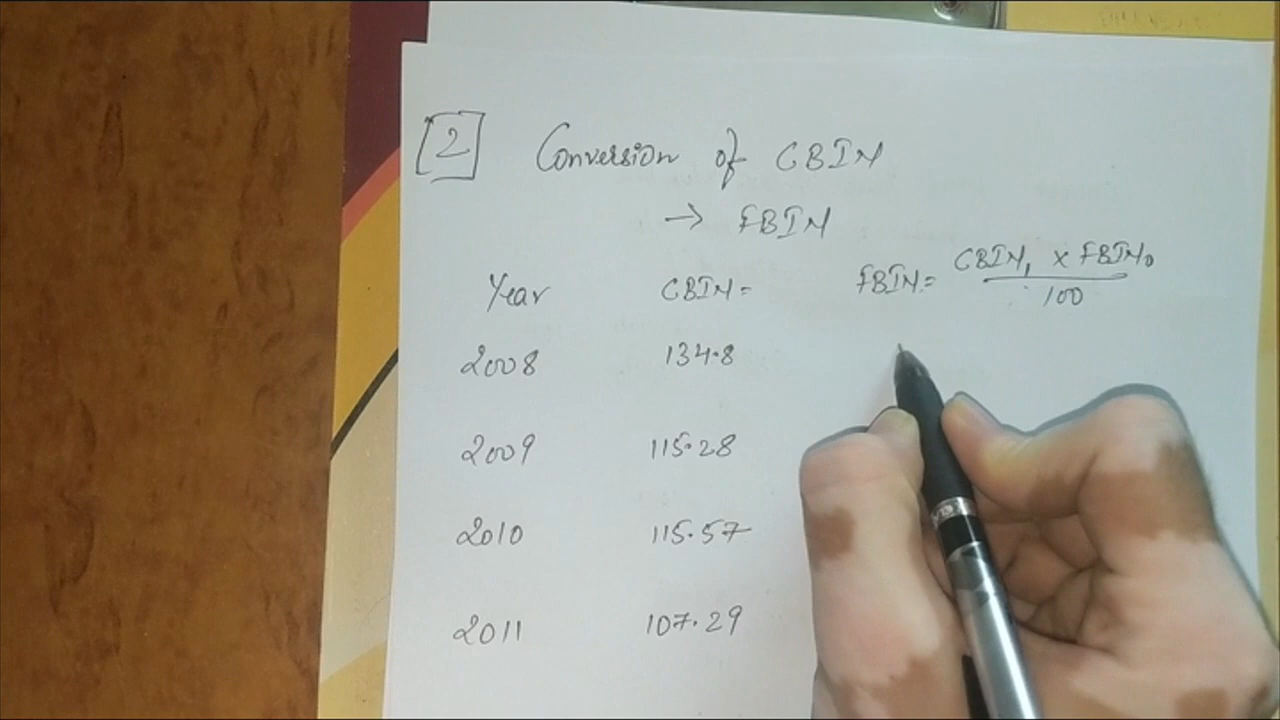 2 Conversion of CBIN
→ FBIN
Year CBIN= FBIN= CBIN₁ × FBIN₀ / 100
2008 134.8
2009 115.28
2010 115.57
2011 107.29